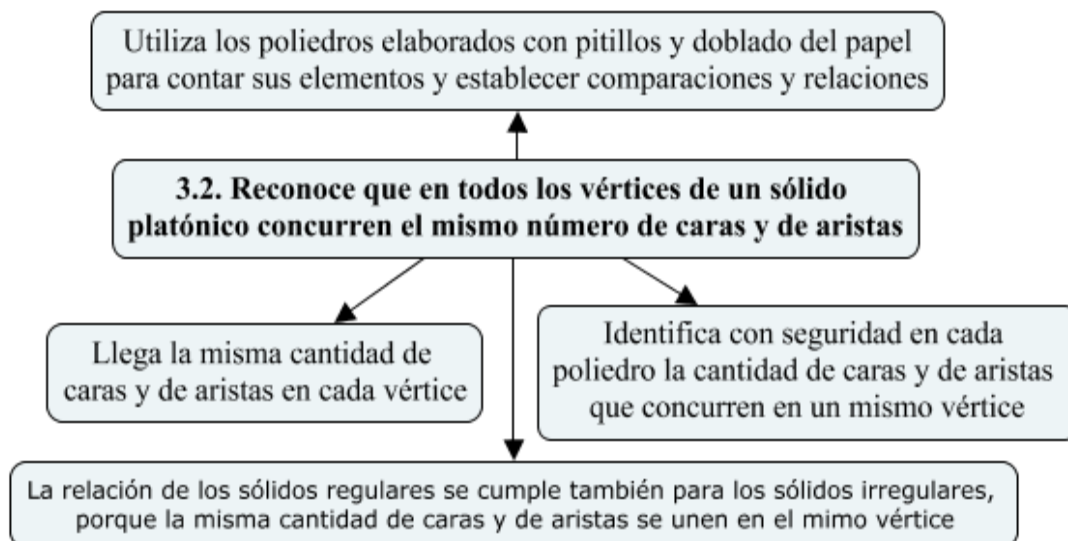 Utiliza los poliedros elaborados con pitillos y doblado del papel
para contar sus elementos y establecer comparaciones y relaciones
3.2. Reconoce que en todos los vértices de un sólido
platónico concurren el mismo número de caras y de aristas
Llega la misma cantidad de
caras y de aristas en cada vértice
Identifica con seguridad en cada
poliedro la cantidad de caras y de aristas
que concurren en un mismo vértice
La relación de los sólidos regulares se cumple también para los sólidos irregulares,
porque la misma cantidad de caras y de aristas se unen en el mimo vértice